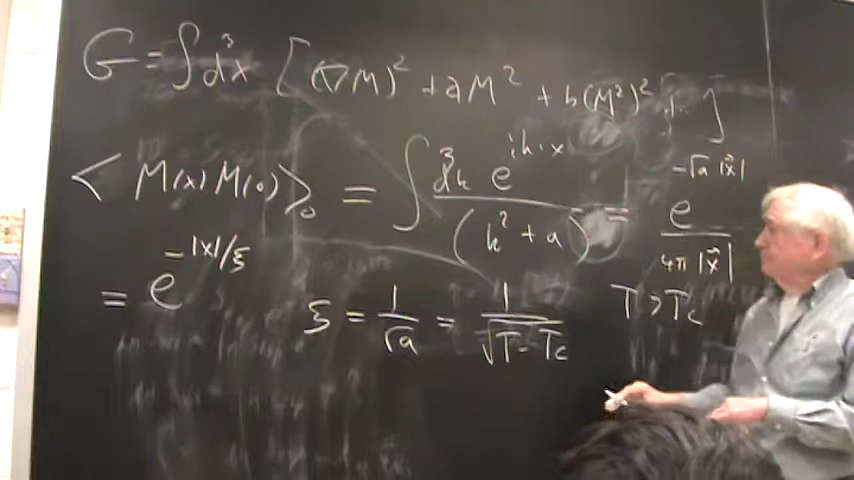 G = ∫ d³x [ (∇M)² + aM² + b(M²)² + ]
< M(x) M(0) >₀ = ∫ d³k e^{ik·x} / (k² + a) = e^{-√a |x⃗|} / 4π |x⃗|
= e^{-|x|/ξ} ξ = 1/√a = 1/√(T - Tc) T > Tc